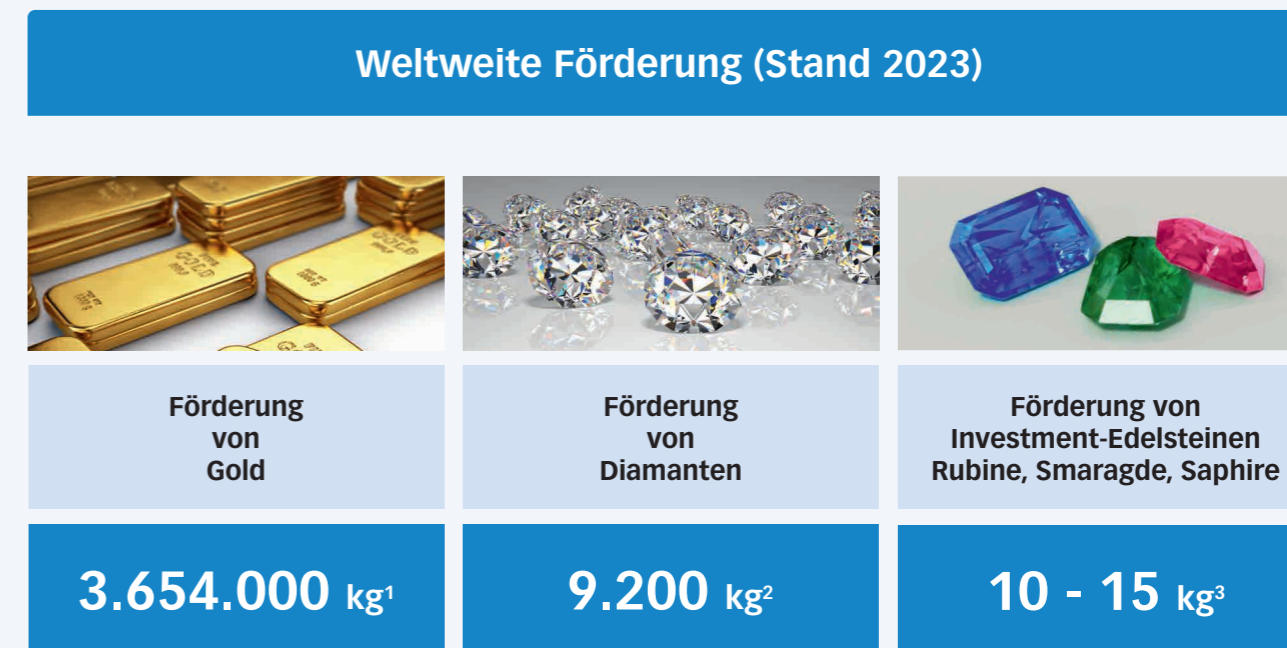 Weltweite Förderung (Stand 2023)
GOLD
Förderung
von
Gold
Förderung
von
Diamanten
Förderung von
Investment-Edelsteinen
Rubine, Smaragde, Saphire
3.654.000 kg¹
9.200 kg²
10 - 15 kg³